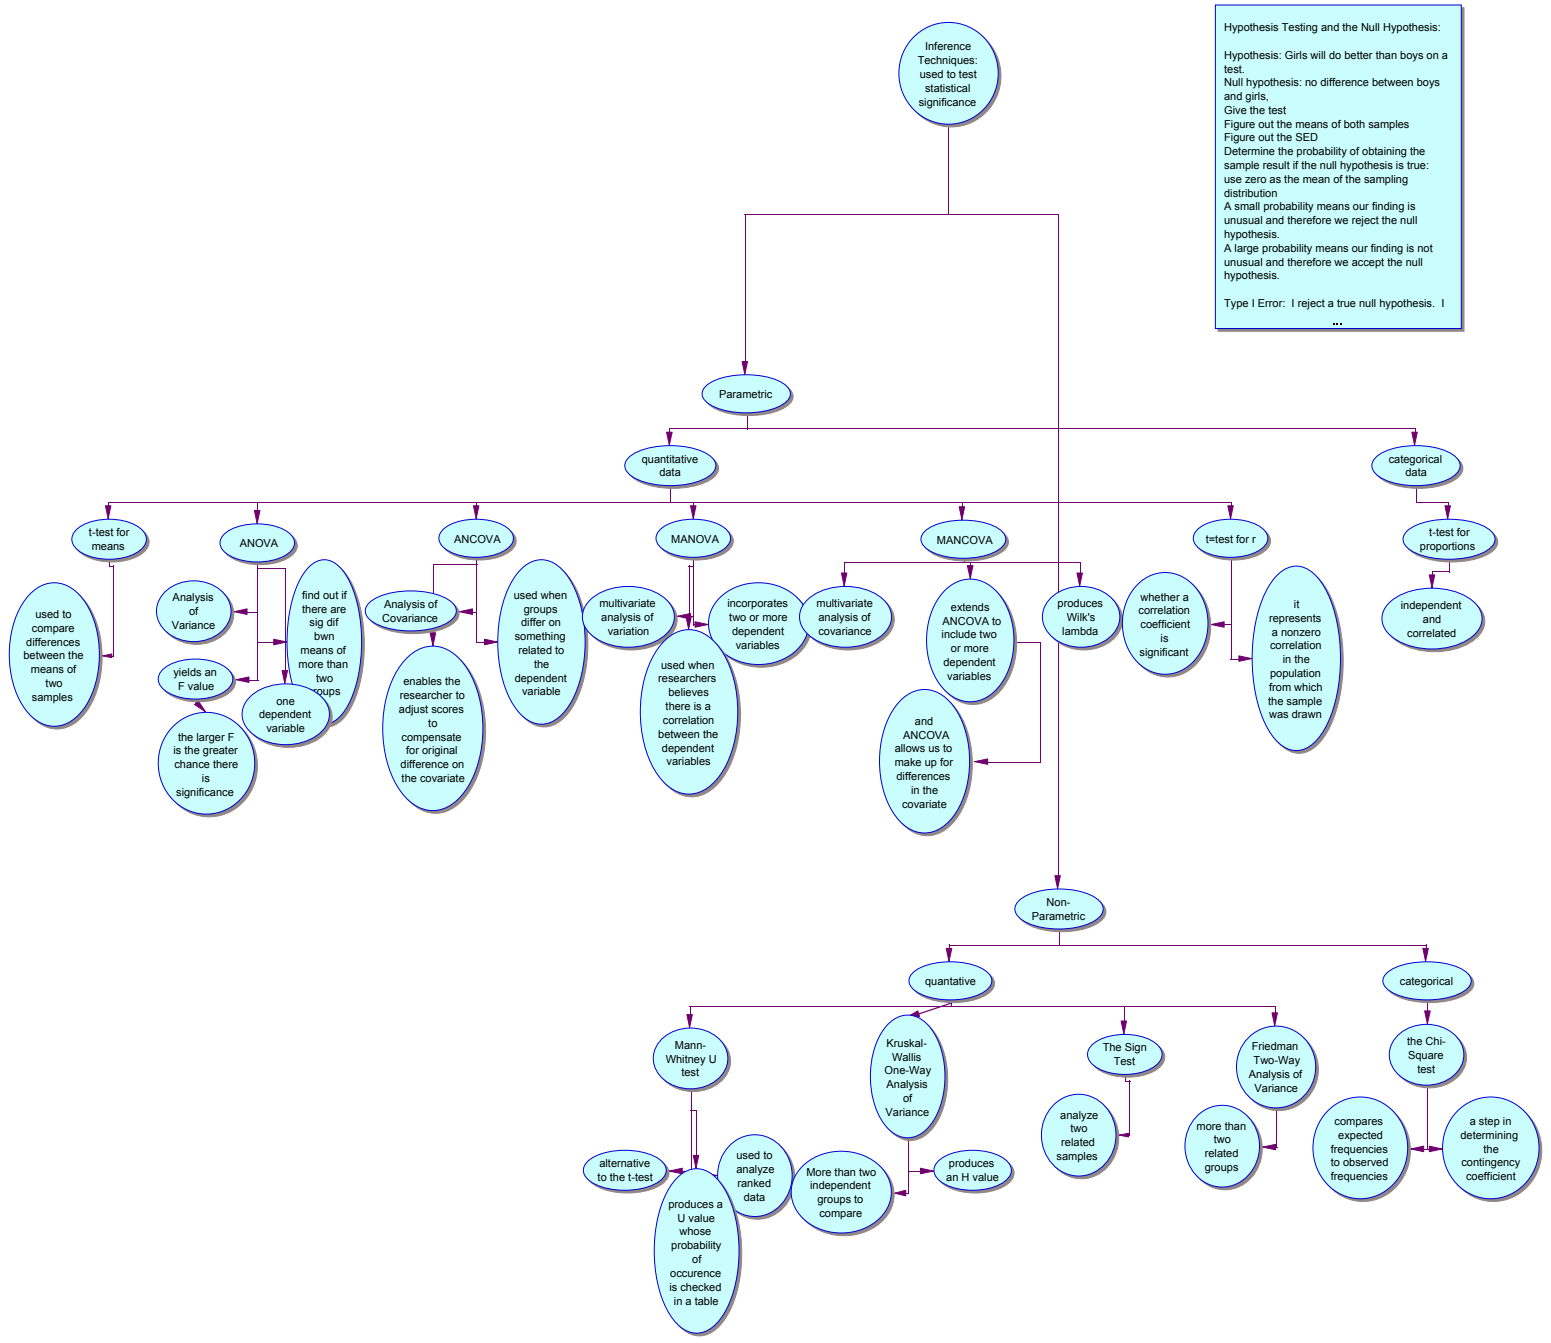 Inference
Techniques:
used to test
statistical
significance
Hypothesis Testing and the Null Hypothesis:
Hypothesis: Girls will do better than boys on a
test.
Null hypothesis: no difference between boys
and girls,
Give the test
Figure out the means of both samples
Figure out the SED
Determine the probability of obtaining the
sample result if the null hypothesis is true:
use zero as the mean of the sampling
distribution
A small probability means our finding is
unusual and therefore we reject the null
hypothesis.
A large probability means our finding is not
unusual and therefore we accept the null
hypothesis.
Type I Error:  I reject a true null hypothesis.  I
...
Parametric
quantitative
data
categorical
data
t-test for
means
ANOVA
ANCOVA
MANOVA
MANCOVA
t=test for r
t-test for
proportions
used to
compare
differences
between the
means of
two
samples
Analysis
of
Variance
yields an
F value
the larger F
is the greater
chance there
is
significance
find out if
there are
sig dif
bwn
means of
more than
two
one
dependent
variable
Analysis of
Covariance
enables the
researcher to
adjust scores
to
compensate
for original
difference on
the covariate
used when
groups
differ on
something
related to
the
dependent
variable
multivariate
analysis of
variation
used when
researchers
believes
there is a
correlation
between the
dependent
variables
incorporates
two or more
dependent
variables
multivariate
analysis of
covariance
extends
ANCOVA to
include two
or more
dependent
variables
and
ANCOVA
allows us to
make up for
differences
in the
covariate
produces
Wilk's
lambda
whether a
correlation
coefficient
is
significant
it
represents
a nonzero
correlation
in the
population
from which
the sample
was drawn
independent
and
correlated
Non-
Parametric
quantative
categorical
Mann-
Whitney U
test
Kruskal-
Wallis
One-Way
Analysis
of
Variance
The Sign
Test
Friedman
Two-Way
Analysis of
Variance
the Chi-
Square
test
alternative
to the t-test
produces a
U value
whose
probability
of
occurence
is checked
in a table
used to
analyze
ranked
data
More than two
independent
groups to
compare
produces
an H value
analyze
two
related
samples
more than
two
related
groups
compares
expected
frequencies
to observed
frequencies
a step in
determining
the
contingency
coefficient